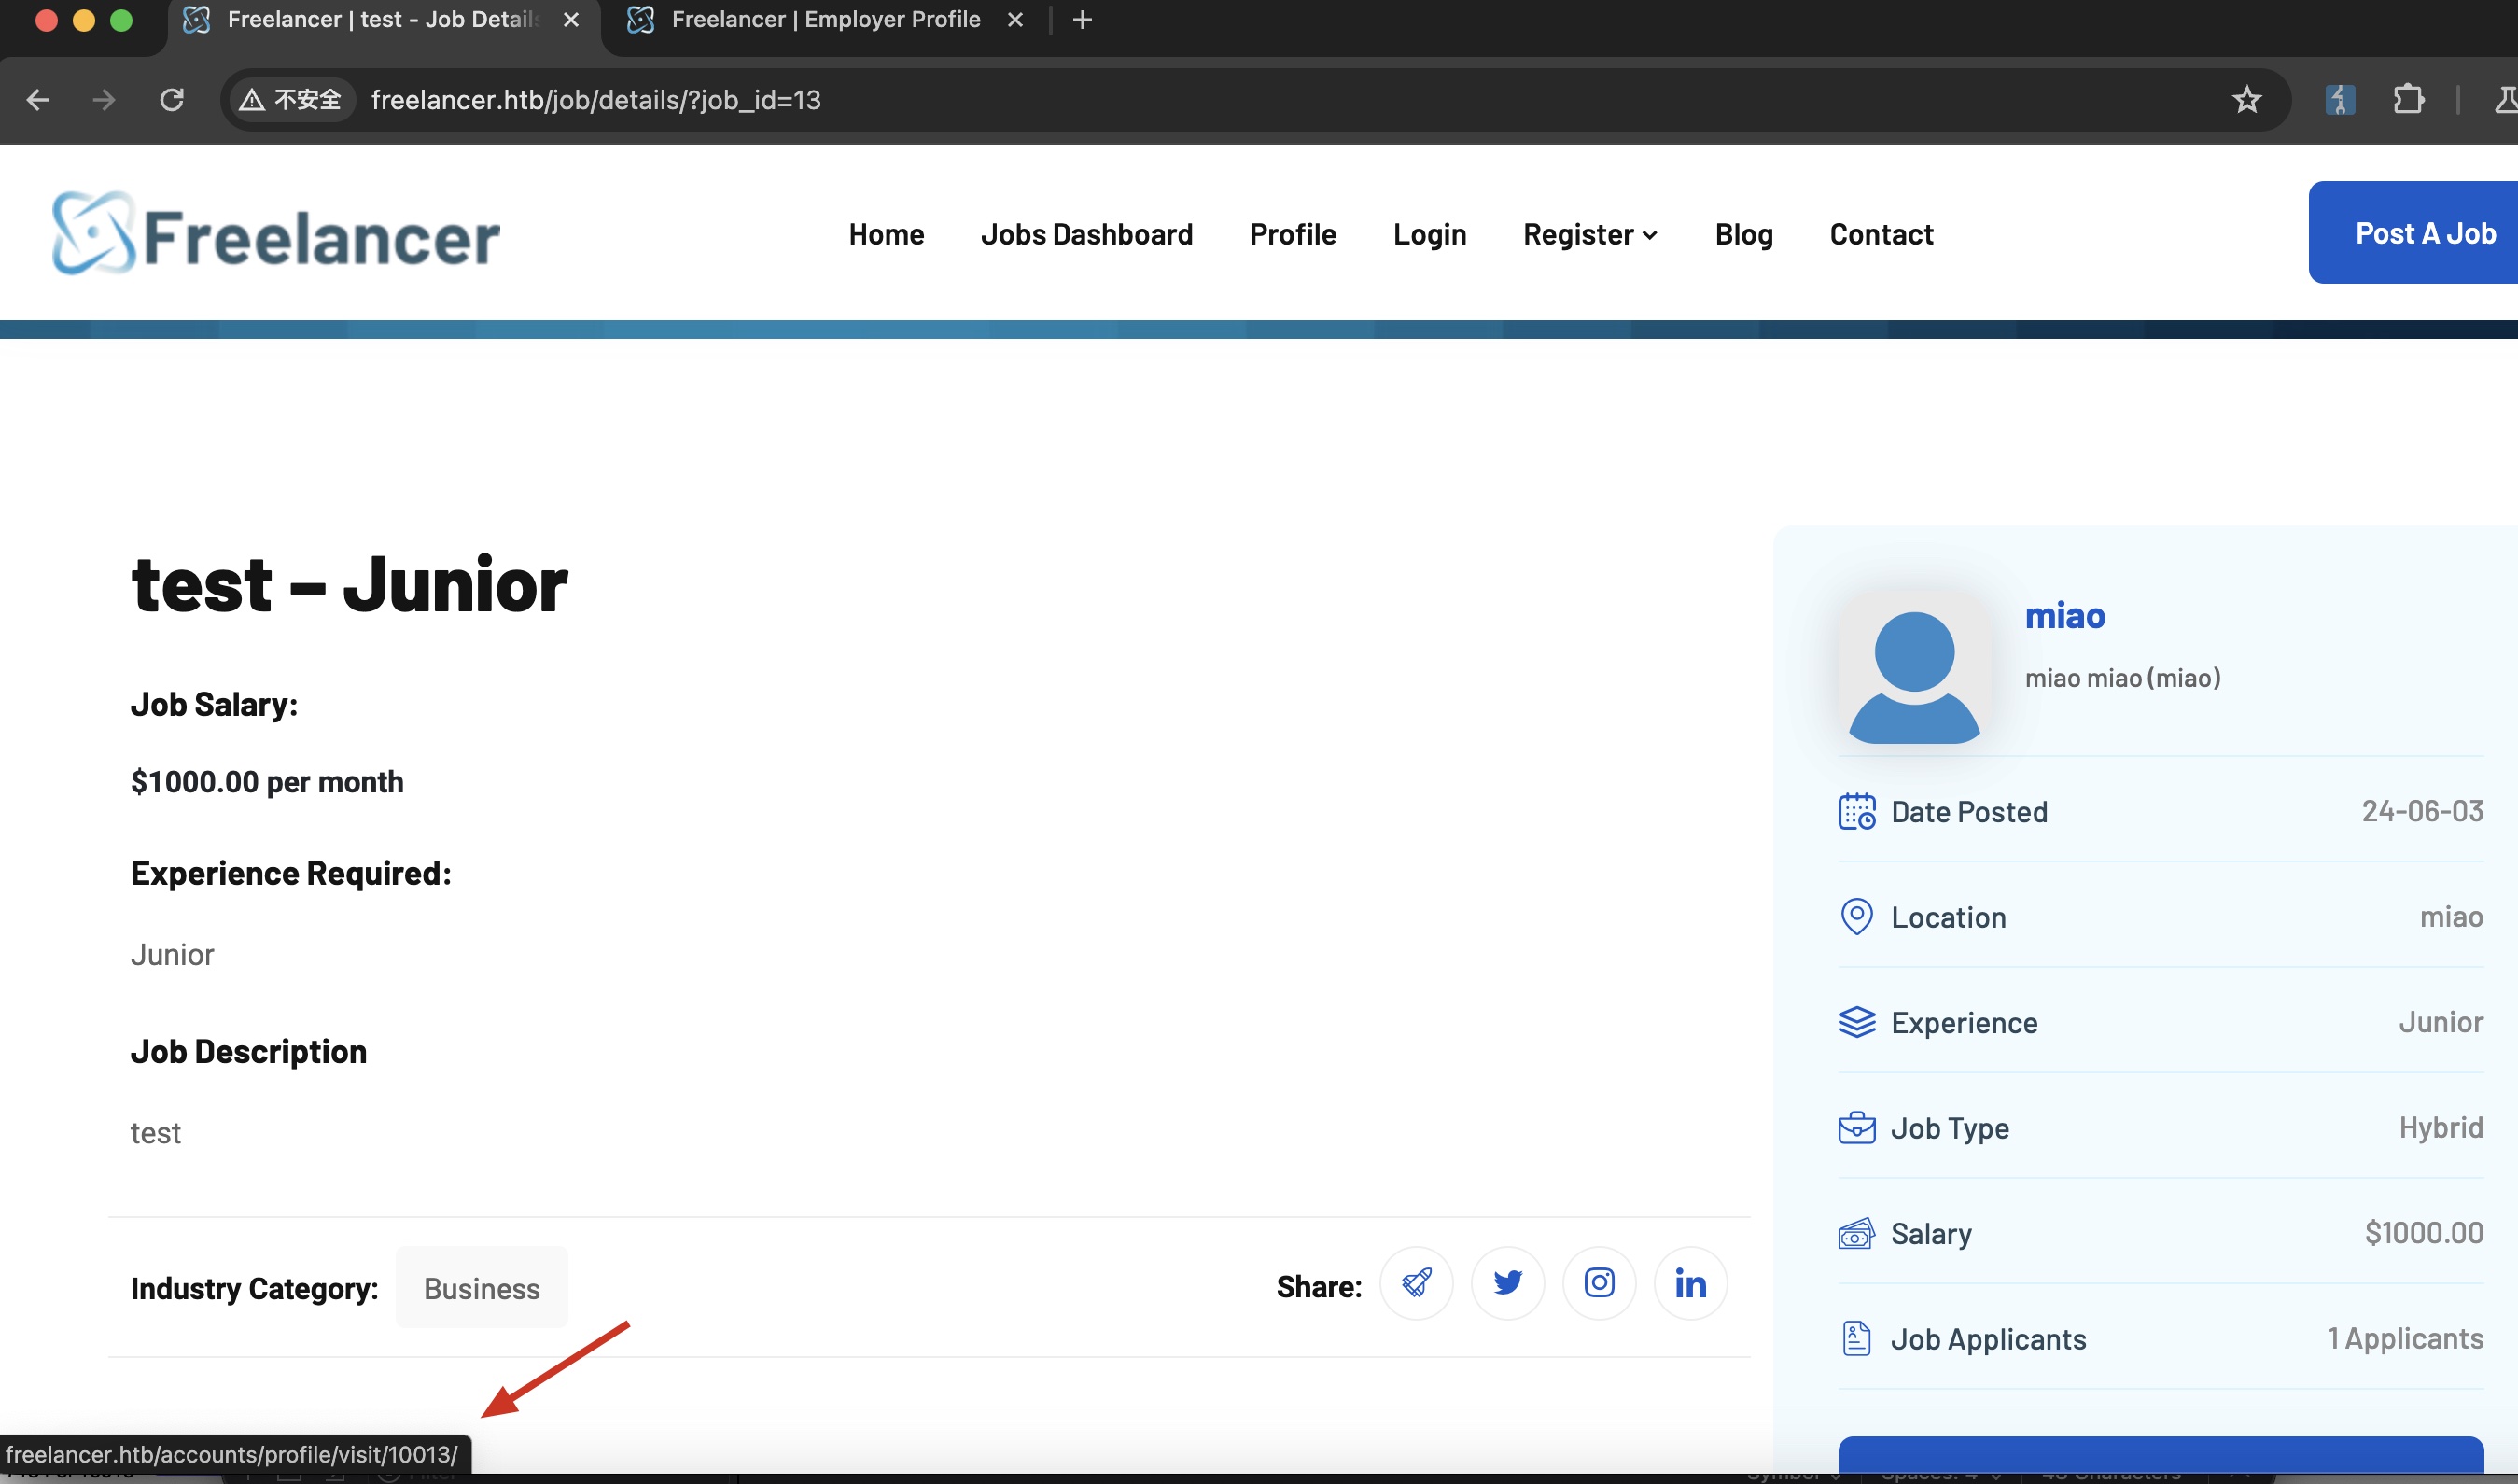 Freelancer | test - Job Details
Freelancer | Employer Profile
不安全 freelancer.htb/job/details/?job_id=13
Freelancer
Home Jobs Dashboard Profile Login Register Blog Contact
Post A Job
test – Junior
Job Salary:
$1000.00 per month
Experience Required:
Junior
Job Description
test
Industry Category: Business
Share:
miao
miao miao (miao)
Date Posted 24-06-03
Location miao
Experience Junior
Job Type Hybrid
Salary $1000.00
Job Applicants 1 Applicants
freelancer.htb/accounts/profile/visit/10013/